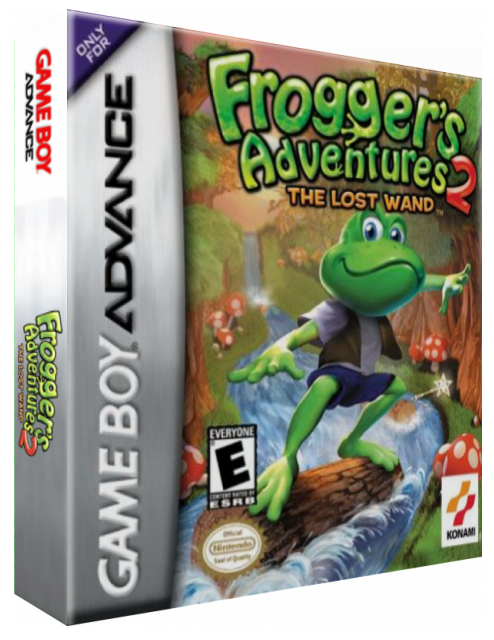 GAME BOY
ADVANCE
Frogger's
Adventures
2
THE LOST WAND
ONLY
FOR
GAME BOY ADVANCE
Frogger's
Adventures 2
THE LOST WAND™
EVERYONE
E
CONTENT RATED BY
ESRB
Official
Nintendo
Seal of Quality
KONAMI